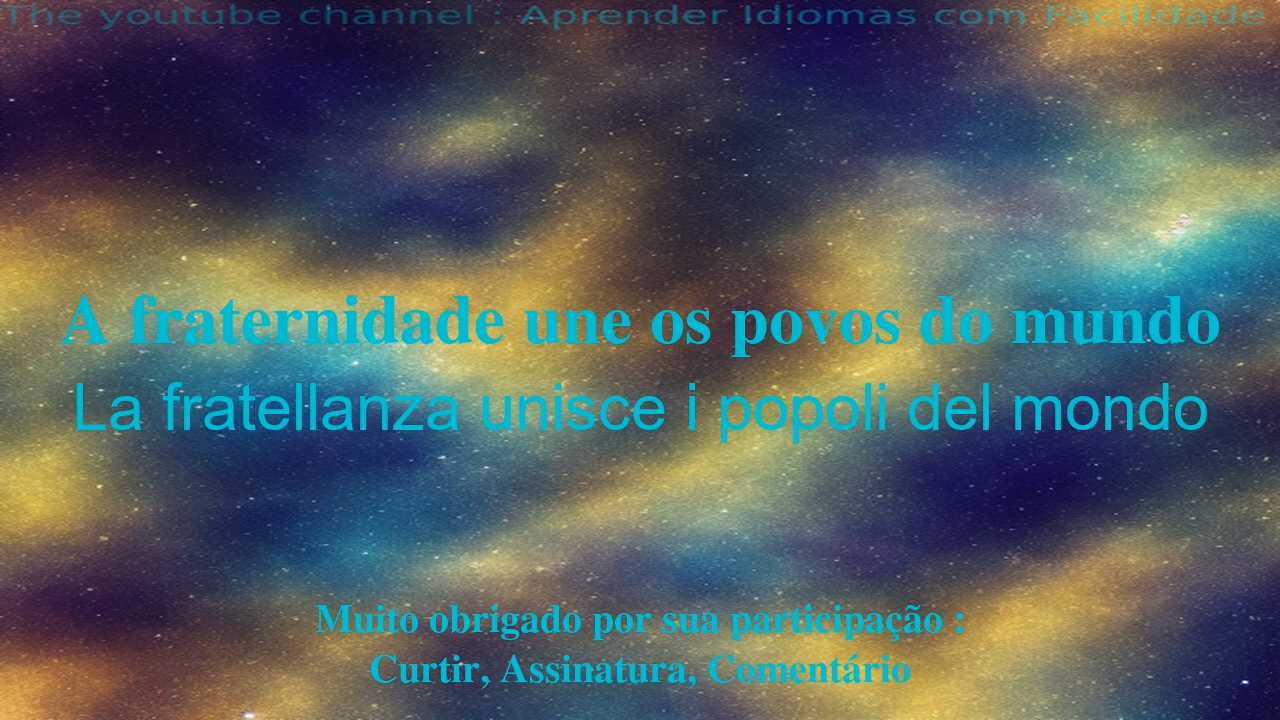 The youtube channel : Aprender Idiomas com Facilidade
A fraternidade une os povos do mundo
La fratellanza unisce i popoli del mondo
Muito obrigado por sua participação :
Curtir, Assinatura, Comentário